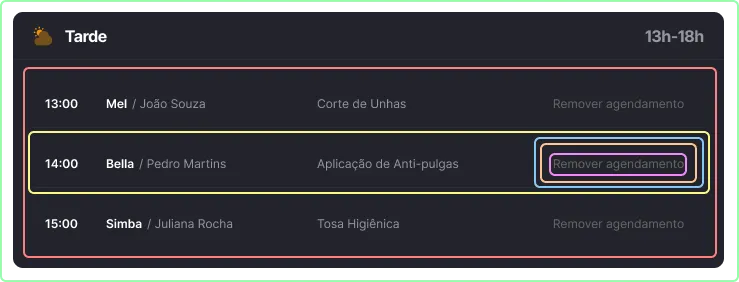 Tarde 13h-18h
13:00 Mel / João Souza Corte de Unhas Remover agendamento
14:00 Bella / Pedro Martins Aplicação de Anti-pulgas Remover agendamento
15:00 Simba / Juliana Rocha Tosa Higiênica Remover agendamento